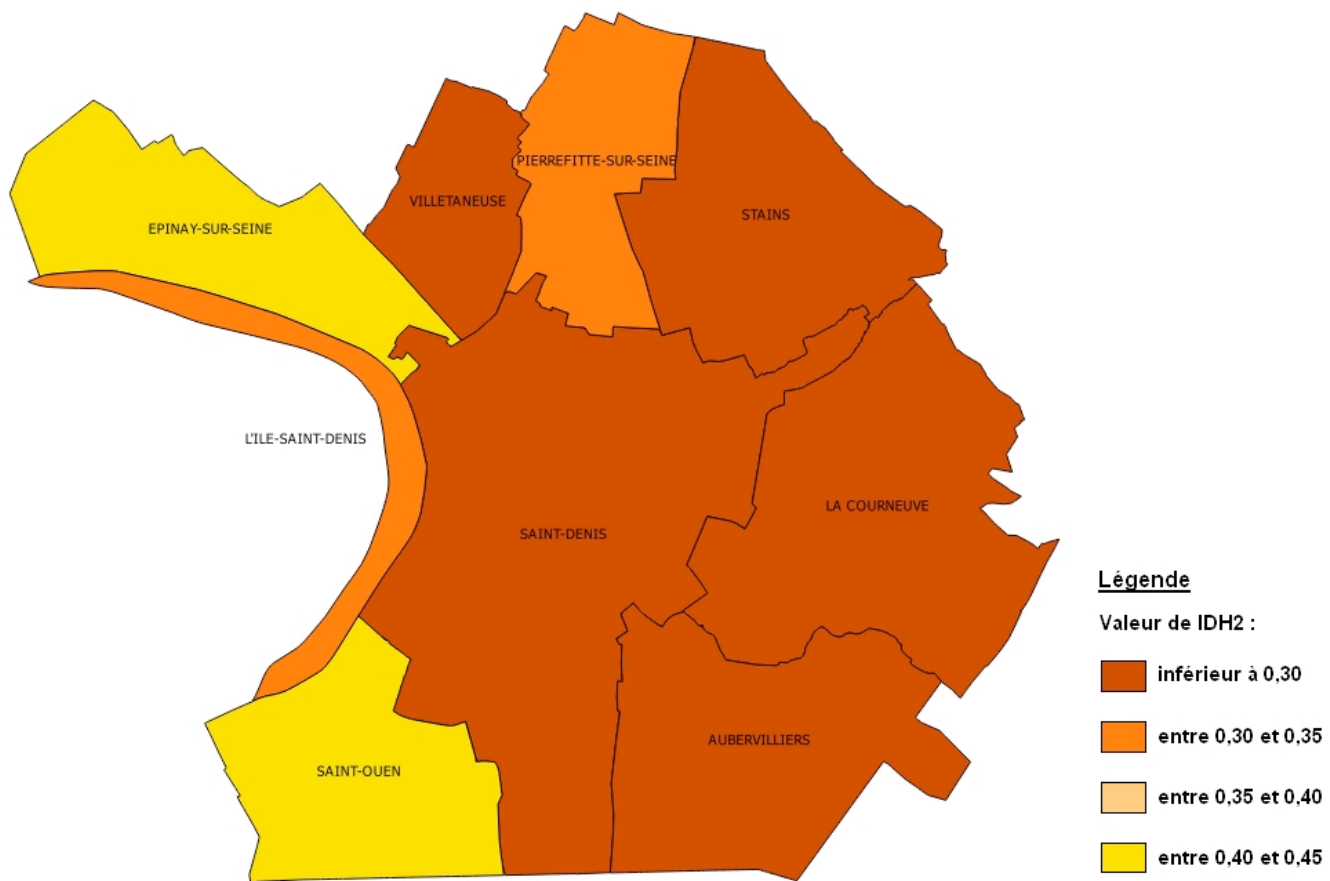 PIERREFITTE-SUR-SEINE
VILLETANEUSE
STAINS
EPINAY-SUR-SEINE
L'ILE-SAINT-DENIS
LA COURNEUVE
SAINT-DENIS
AUBERVILLIERS
SAINT-OUEN
Légende
Valeur de IDH2 :
inférieur à 0,30
entre 0,30 et 0,35
entre 0,35 et 0,40
entre 0,40 et 0,45